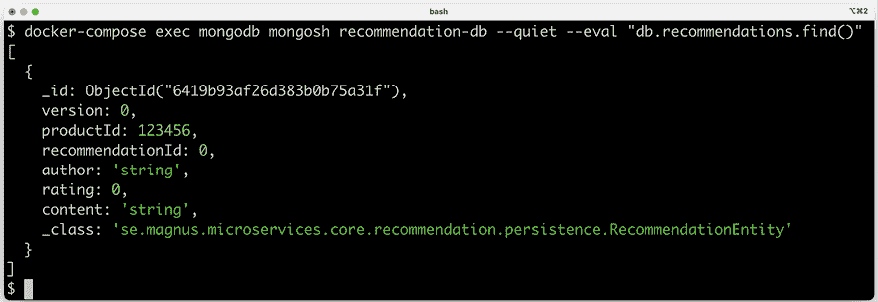 bash
⌥⌘2
$ docker-compose exec mongodb mongosh recommendation-db --quiet --eval "db.recommendations.find()"
[
  {
    _id: ObjectId("6419b93af26d383b0b75a31f"),
    version: 0,
    productId: 123456,
    recommendationId: 0,
    author: 'string',
    rating: 0,
    content: 'string',
    _class: 'se.magnus.microservices.core.recommendation.persistence.RecommendationEntity'
  }
]
$